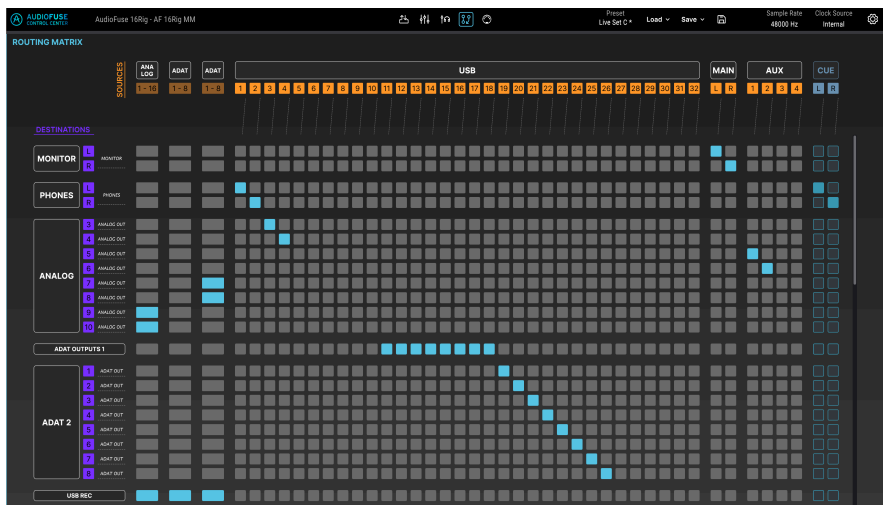 AUDIOFUSE
CONTROL CENTER
AudioFuse 16Rig - AF 16Rig MM
Preset
Live Set C *
Load
Save
Sample Rate
48000 Hz
Clock Source
Internal
ROUTING MATRIX
SOURCES
ANA LOG
ADAT
ADAT
USB
MAIN
AUX
CUE
1 - 16
1 - 8
1 - 8
1 2 3 4 5 6 7 8 9 10 11 12 13 14 15 16 17 18 19 20 21 22 23 24 25 26 27 28 29 30 31 32
L R
1 2 3 4
L R
DESTINATIONS
MONITOR
L
R
MONITOR
PHONES
L
R
PHONES
ANALOG
3 ANALOG OUT
4 ANALOG OUT
5 ANALOG OUT
6 ANALOG OUT
7 ANALOG OUT
8 ANALOG OUT
9 ANALOG OUT
10 ANALOG OUT
ADAT OUTPUTS 1
ADAT 2
1 ADAT OUT
2 ADAT OUT
3 ADAT OUT
4 ADAT OUT
5 ADAT OUT
6 ADAT OUT
7 ADAT OUT
8 ADAT OUT
USB REC